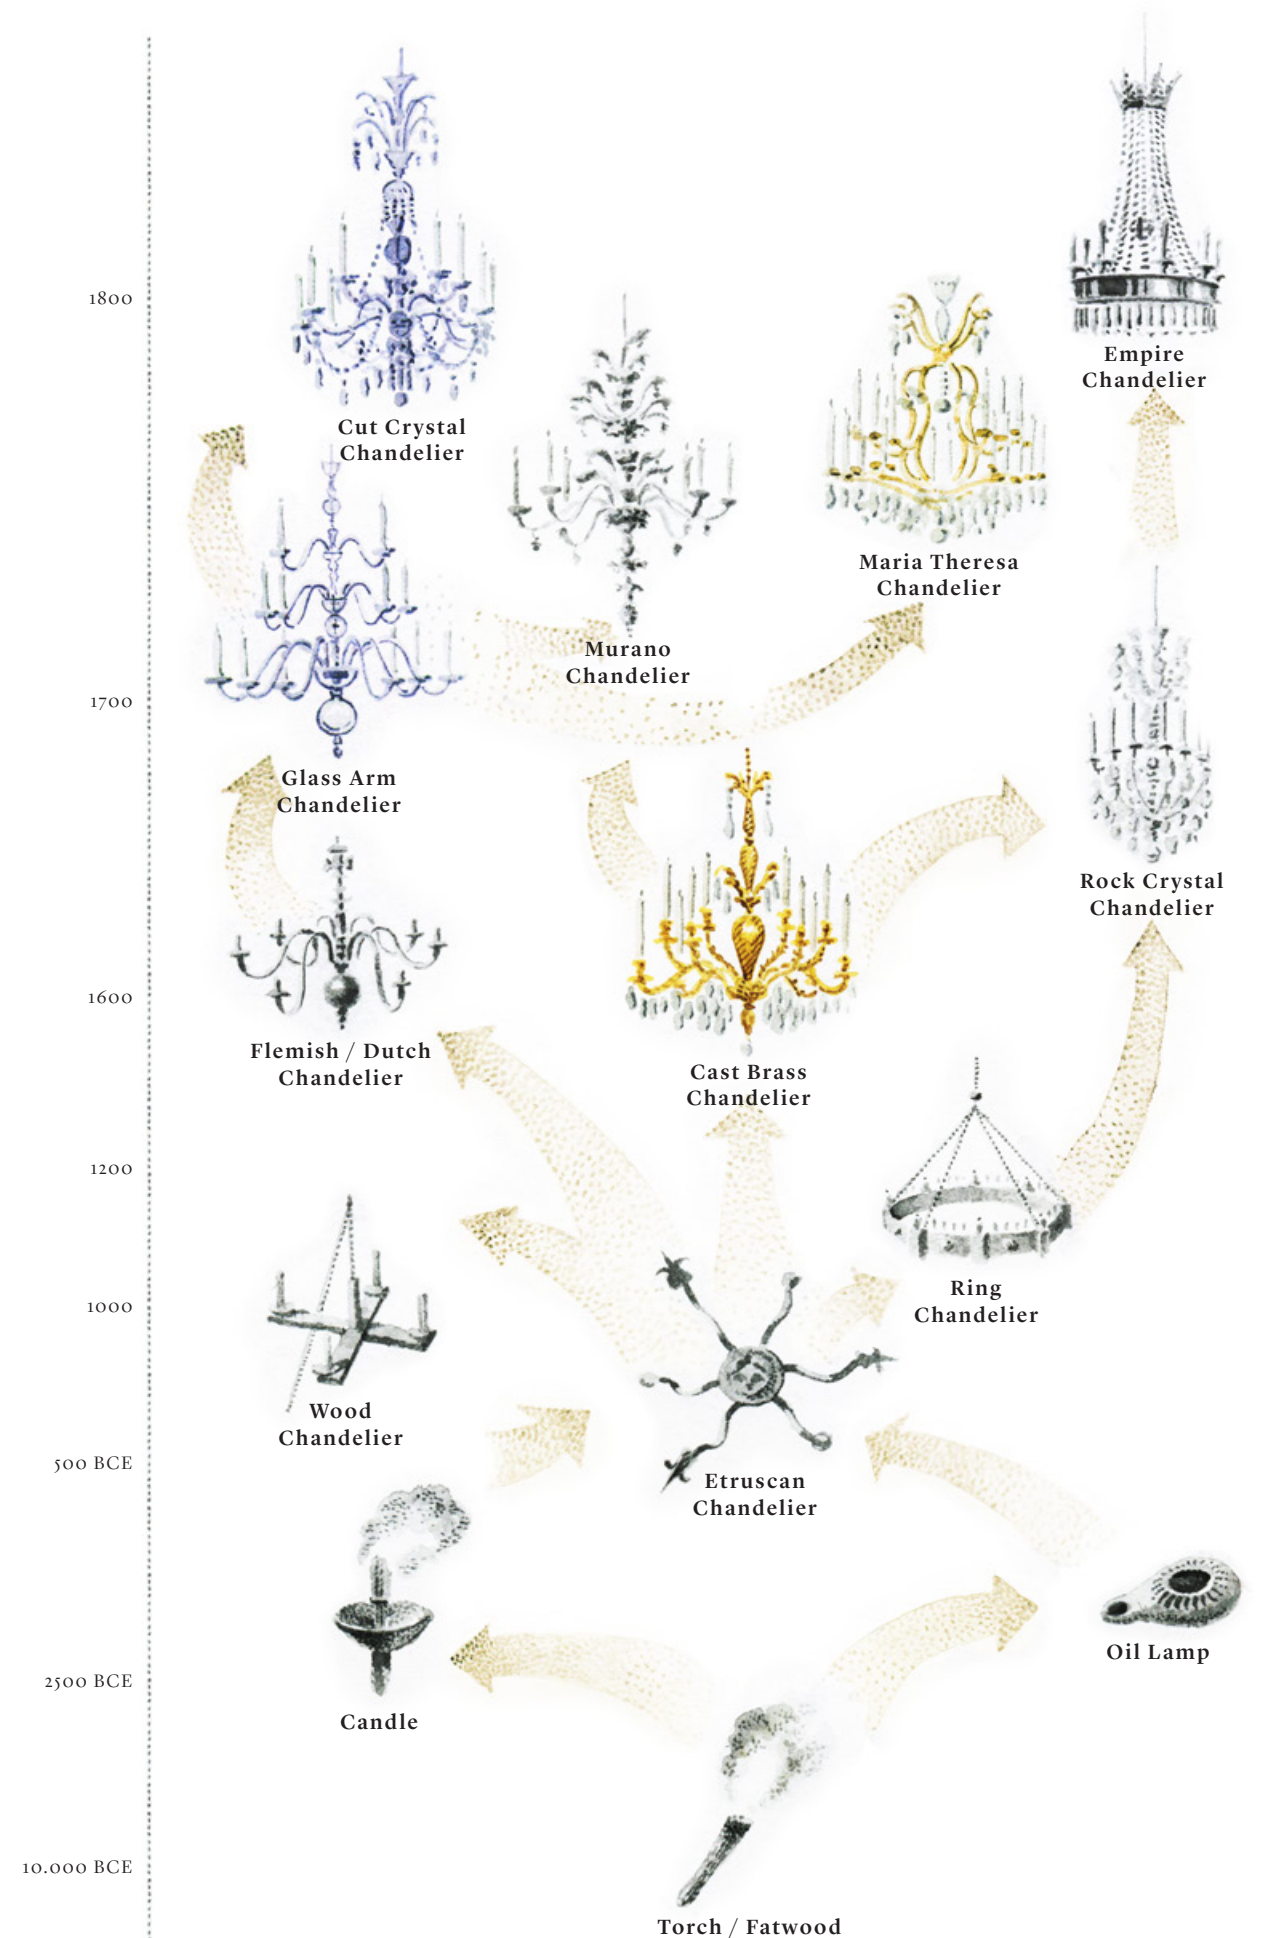 1800
Empire
Chandelier
Cut Crystal
Chandelier
Maria Theresa
Chandelier
Murano
Chandelier
1700
Glass Arm
Chandelier
Rock Crystal
Chandelier
1600
Flemish / Dutch
Chandelier
Cast Brass
Chandelier
1200
Ring
Chandelier
1000
Wood
Chandelier
500 BCE
Etruscan
Chandelier
Oil Lamp
2500 BCE
Candle
10.000 BCE
Torch / Fatwood